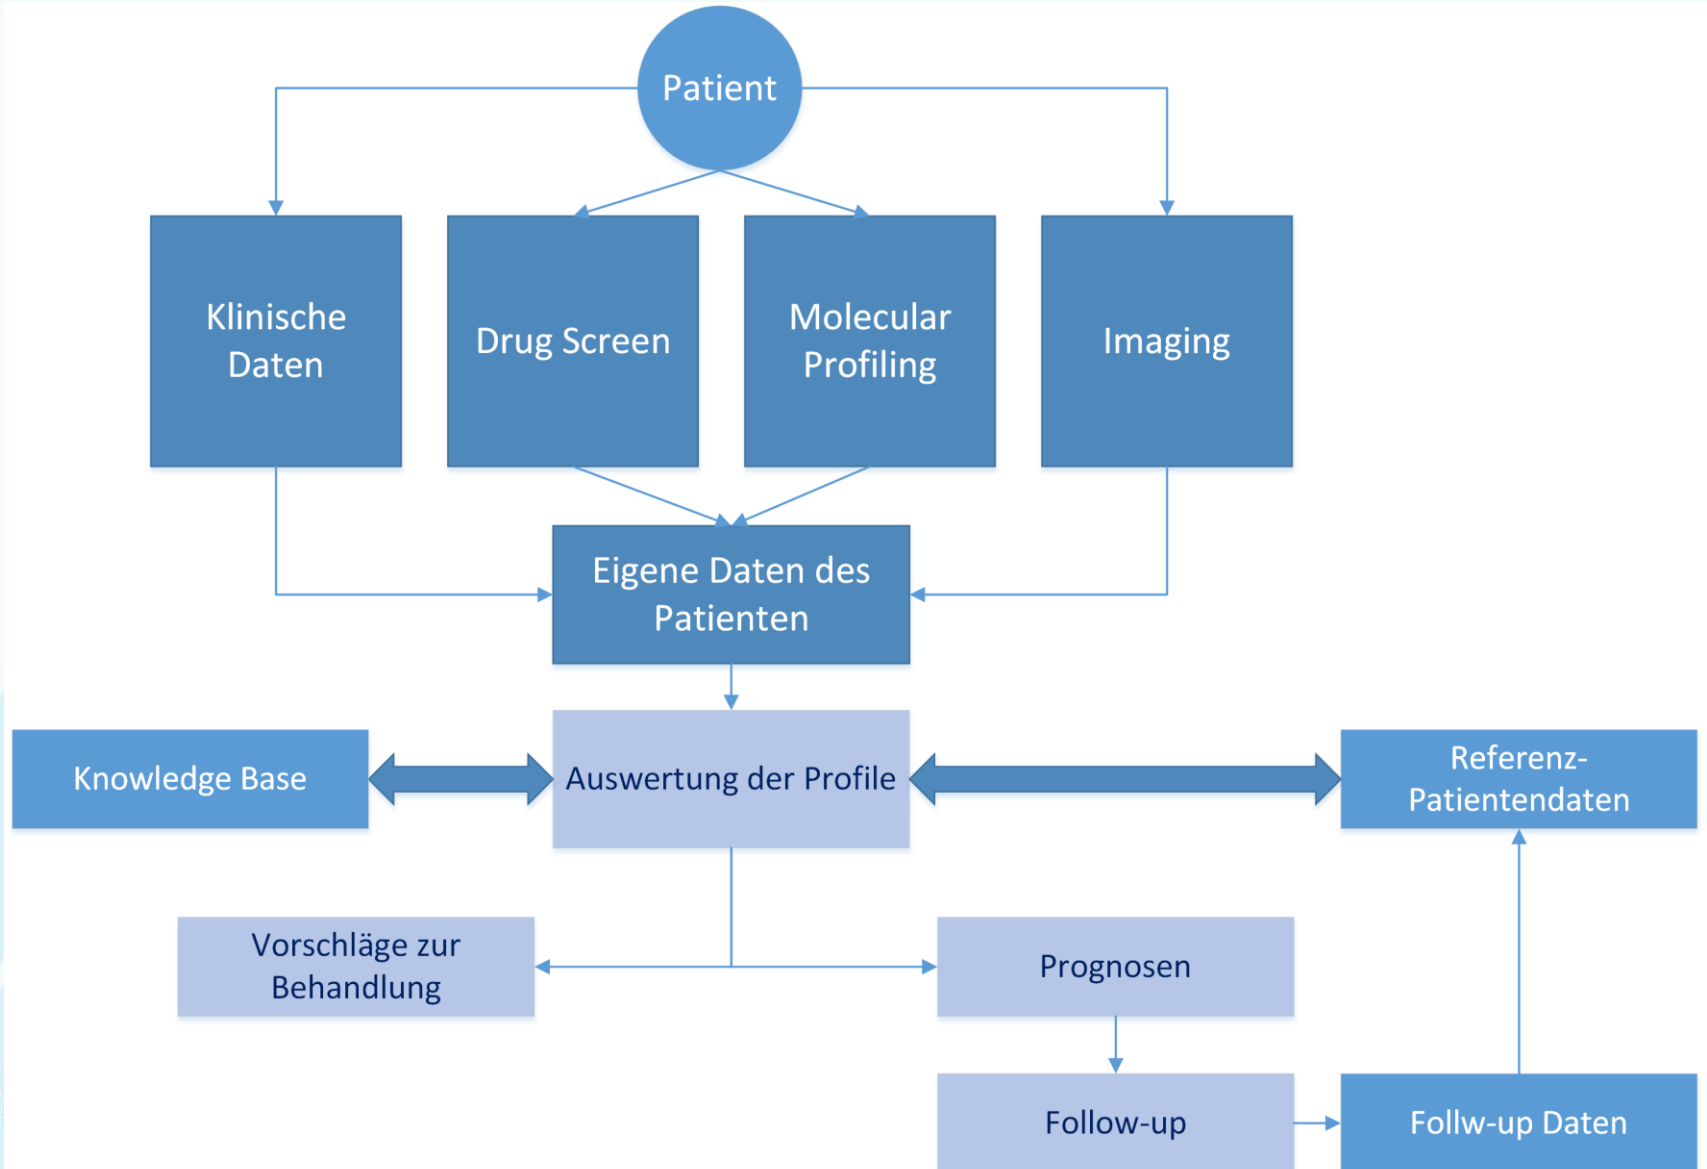 Patient
Klinische
Daten
Drug Screen
Molecular
Profiling
Imaging
Eigene Daten des
Patienten
Knowledge Base
Auswertung der Profile
Referenz-
Patientendaten
Vorschläge zur
Behandlung
Prognosen
Follow-up
Follw-up Daten